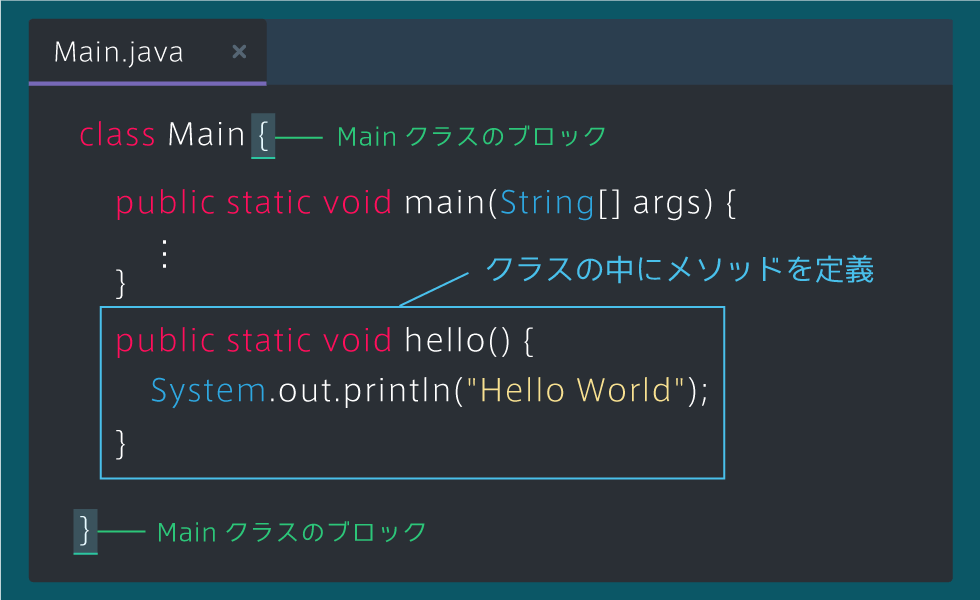 Main.java ×
class Main { Main クラスのブロック
public static void main(String[] args) {
⋮
クラスの中にメソッドを定義
}
public static void hello() {
System.out.println("Hello World");
}
} Main クラスのブロック